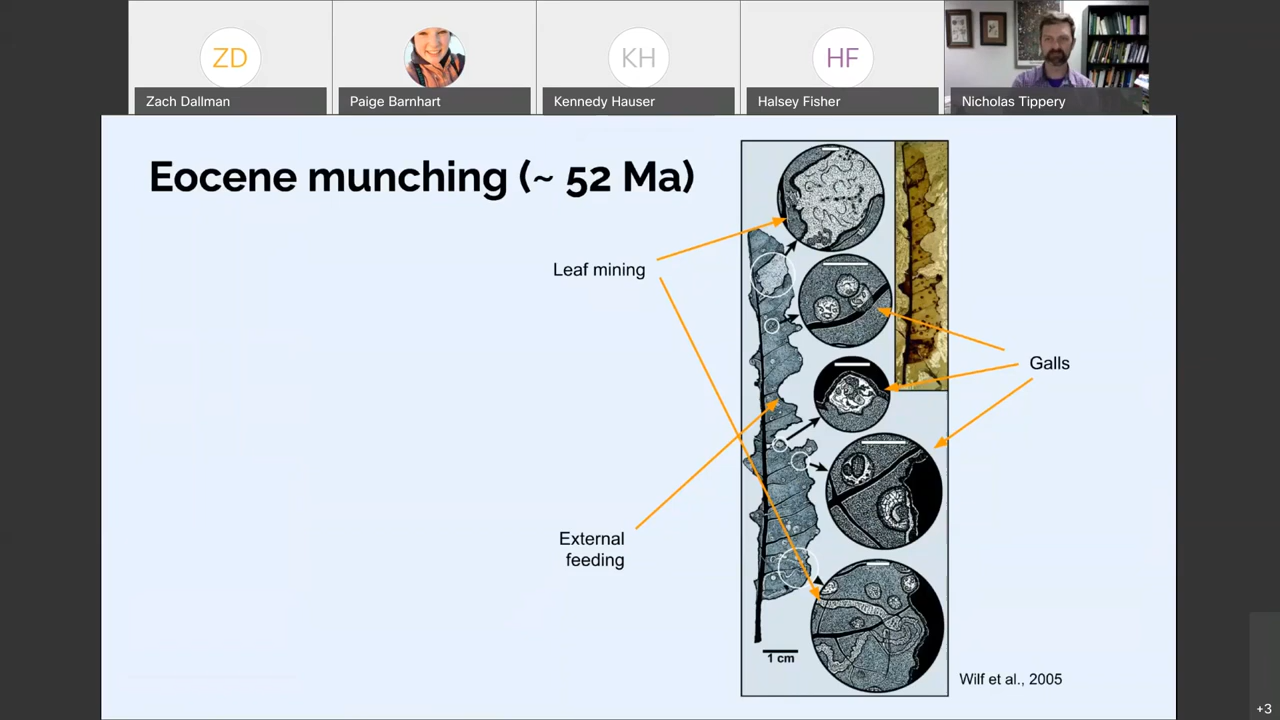 ZD
KH
HF
Zach Dallman
Paige Barnhart
Kennedy Hauser
Halsey Fisher
Nicholas Tippery
Eocene munching (~ 52 Ma)
Leaf mining
Galls
External
feeding
1 cm
Wilf et al., 2005
+3